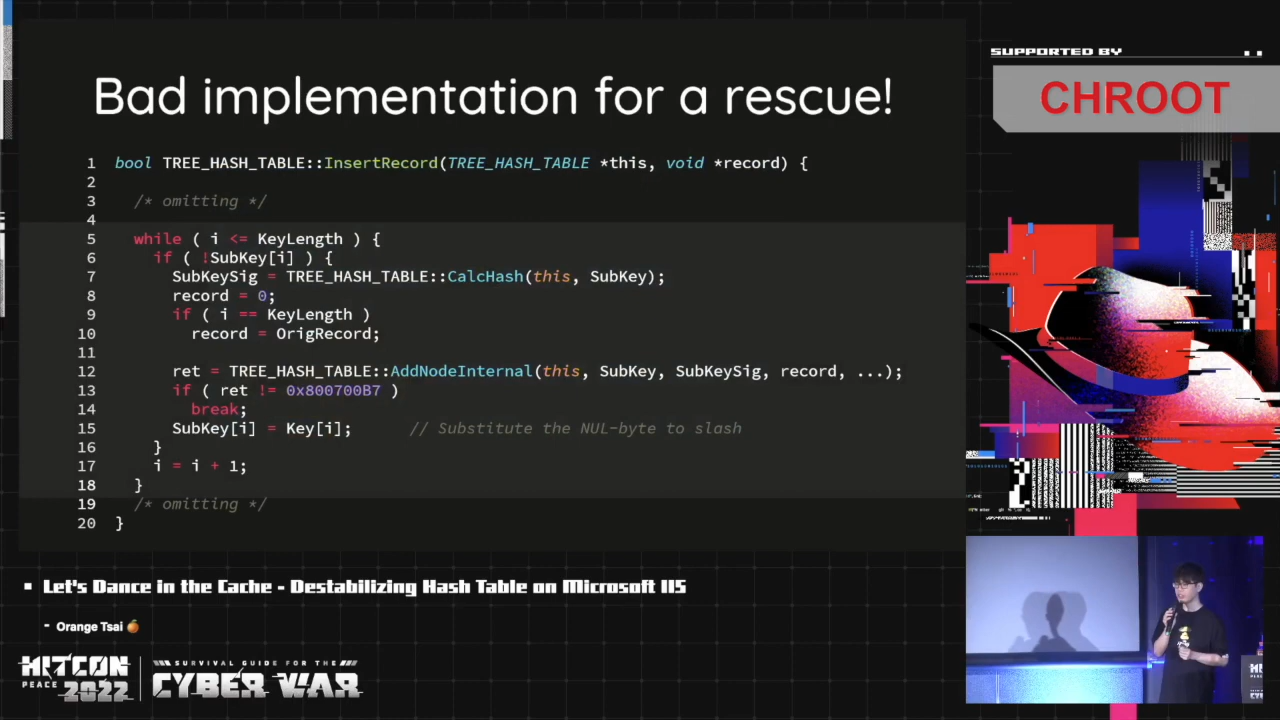 SUPPORTED BY
CHROOT
Bad implementation for a rescue!
1 bool TREE_HASH_TABLE::InsertRecord(TREE_HASH_TABLE *this, void *record) {
2
3 /* omitting */
4
5 while ( i <= KeyLength ) {
6 if ( !SubKey[i] ) {
7 SubKeySig = TREE_HASH_TABLE::CalcHash(this, SubKey);
8 record = 0;
9 if ( i == KeyLength )
10 record = OrigRecord;
11
12 ret = TREE_HASH_TABLE::AddNodeInternal(this, SubKey, SubKeySig, record, ...);
13 if ( ret != 0x800700B7 )
14 break;
15 SubKey[i] = Key[i]; // Substitute the NUL-byte to slash
16 }
17 i = i + 1;
18 }
19 /* omitting */
20 }
Let's Dance in the Cache - Destabilizing Hash Table on Microsoft IIS
- Orange Tsai 🍊
HITCON
PEACE 2022
SURVIVAL GUIDE FOR THE
CYBER WAR